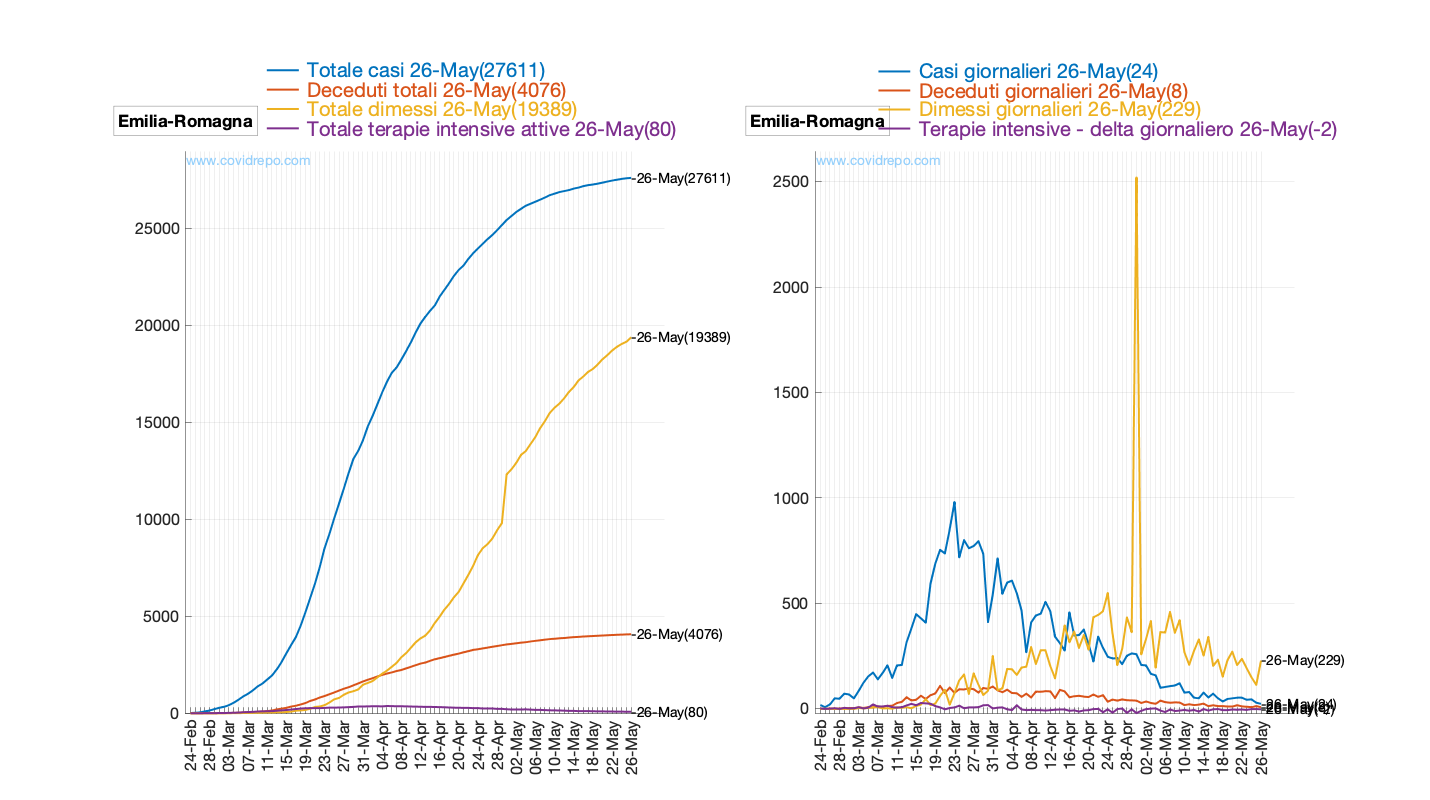 Totale casi 26-May(27611)
Deceduti totali 26-May(4076)
Totale dimessi 26-May(19389)
Totale terapie intensive attive 26-May(80)
Emilia-Romagna
www.covidrepo.com
26-May(27611)
26-May(19389)
26-May(4076)
26-May(80)
25000
20000
15000
10000
5000
0
24-Feb
28-Feb
03-Mar
07-Mar
11-Mar
15-Mar
19-Mar
23-Mar
27-Mar
31-Mar
04-Apr
08-Apr
12-Apr
16-Apr
20-Apr
24-Apr
28-Apr
02-May
06-May
10-May
14-May
18-May
22-May
26-May
Casi giornalieri 26-May(24)
Deceduti giornalieri 26-May(8)
Dimessi giornalieri 26-May(229)
Terapie intensive - delta giornaliero 26-May(-2)
Emilia-Romagna
www.covidrepo.com
2500
2000
1500
1000
500
0
26-May(229)
24-Feb
28-Feb
03-Mar
07-Mar
11-Mar
15-Mar
19-Mar
23-Mar
31-Mar
04-Apr
08-Apr
12-Apr
16-Apr
20-Apr
24-Apr
28-Apr
02-May
06-May
10-May
14-May
18-May
22-May
26-May